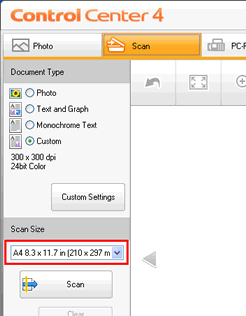 Control Center 4
Photo
Scan
PC-
Document Type
Photo
Text and Graph
Monochrome Text
Custom
300 x 300 dpi
24bit Color
Custom Settings
Scan Size
A4 8.3 x 11.7 in (210 x 297 m
Scan
Clear